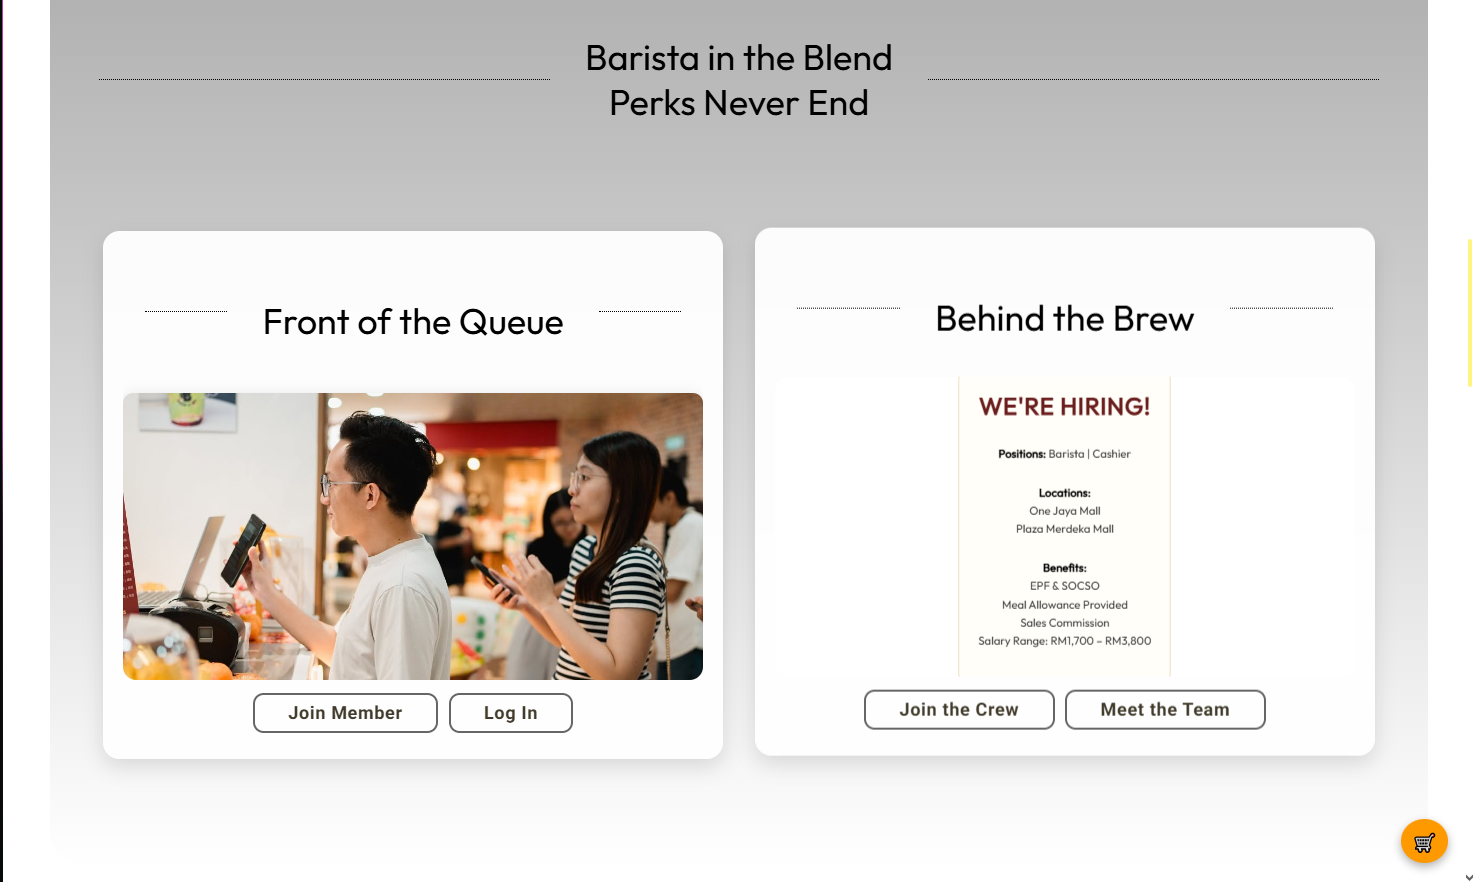 Barista in the Blend
Perks Never End
Front of the Queue
Join Member
Log In
Behind the Brew
WE'RE HIRING!
Positions: Barista | Cashier
Locations:
One Jaya Mall
Plaza Merdeka Mall
Benefits:
EPF & SOCSO
Meal Allowance Provided
Sales Commission
Salary Range: RM1,700 – RM3,800
Join the Crew
Meet the Team